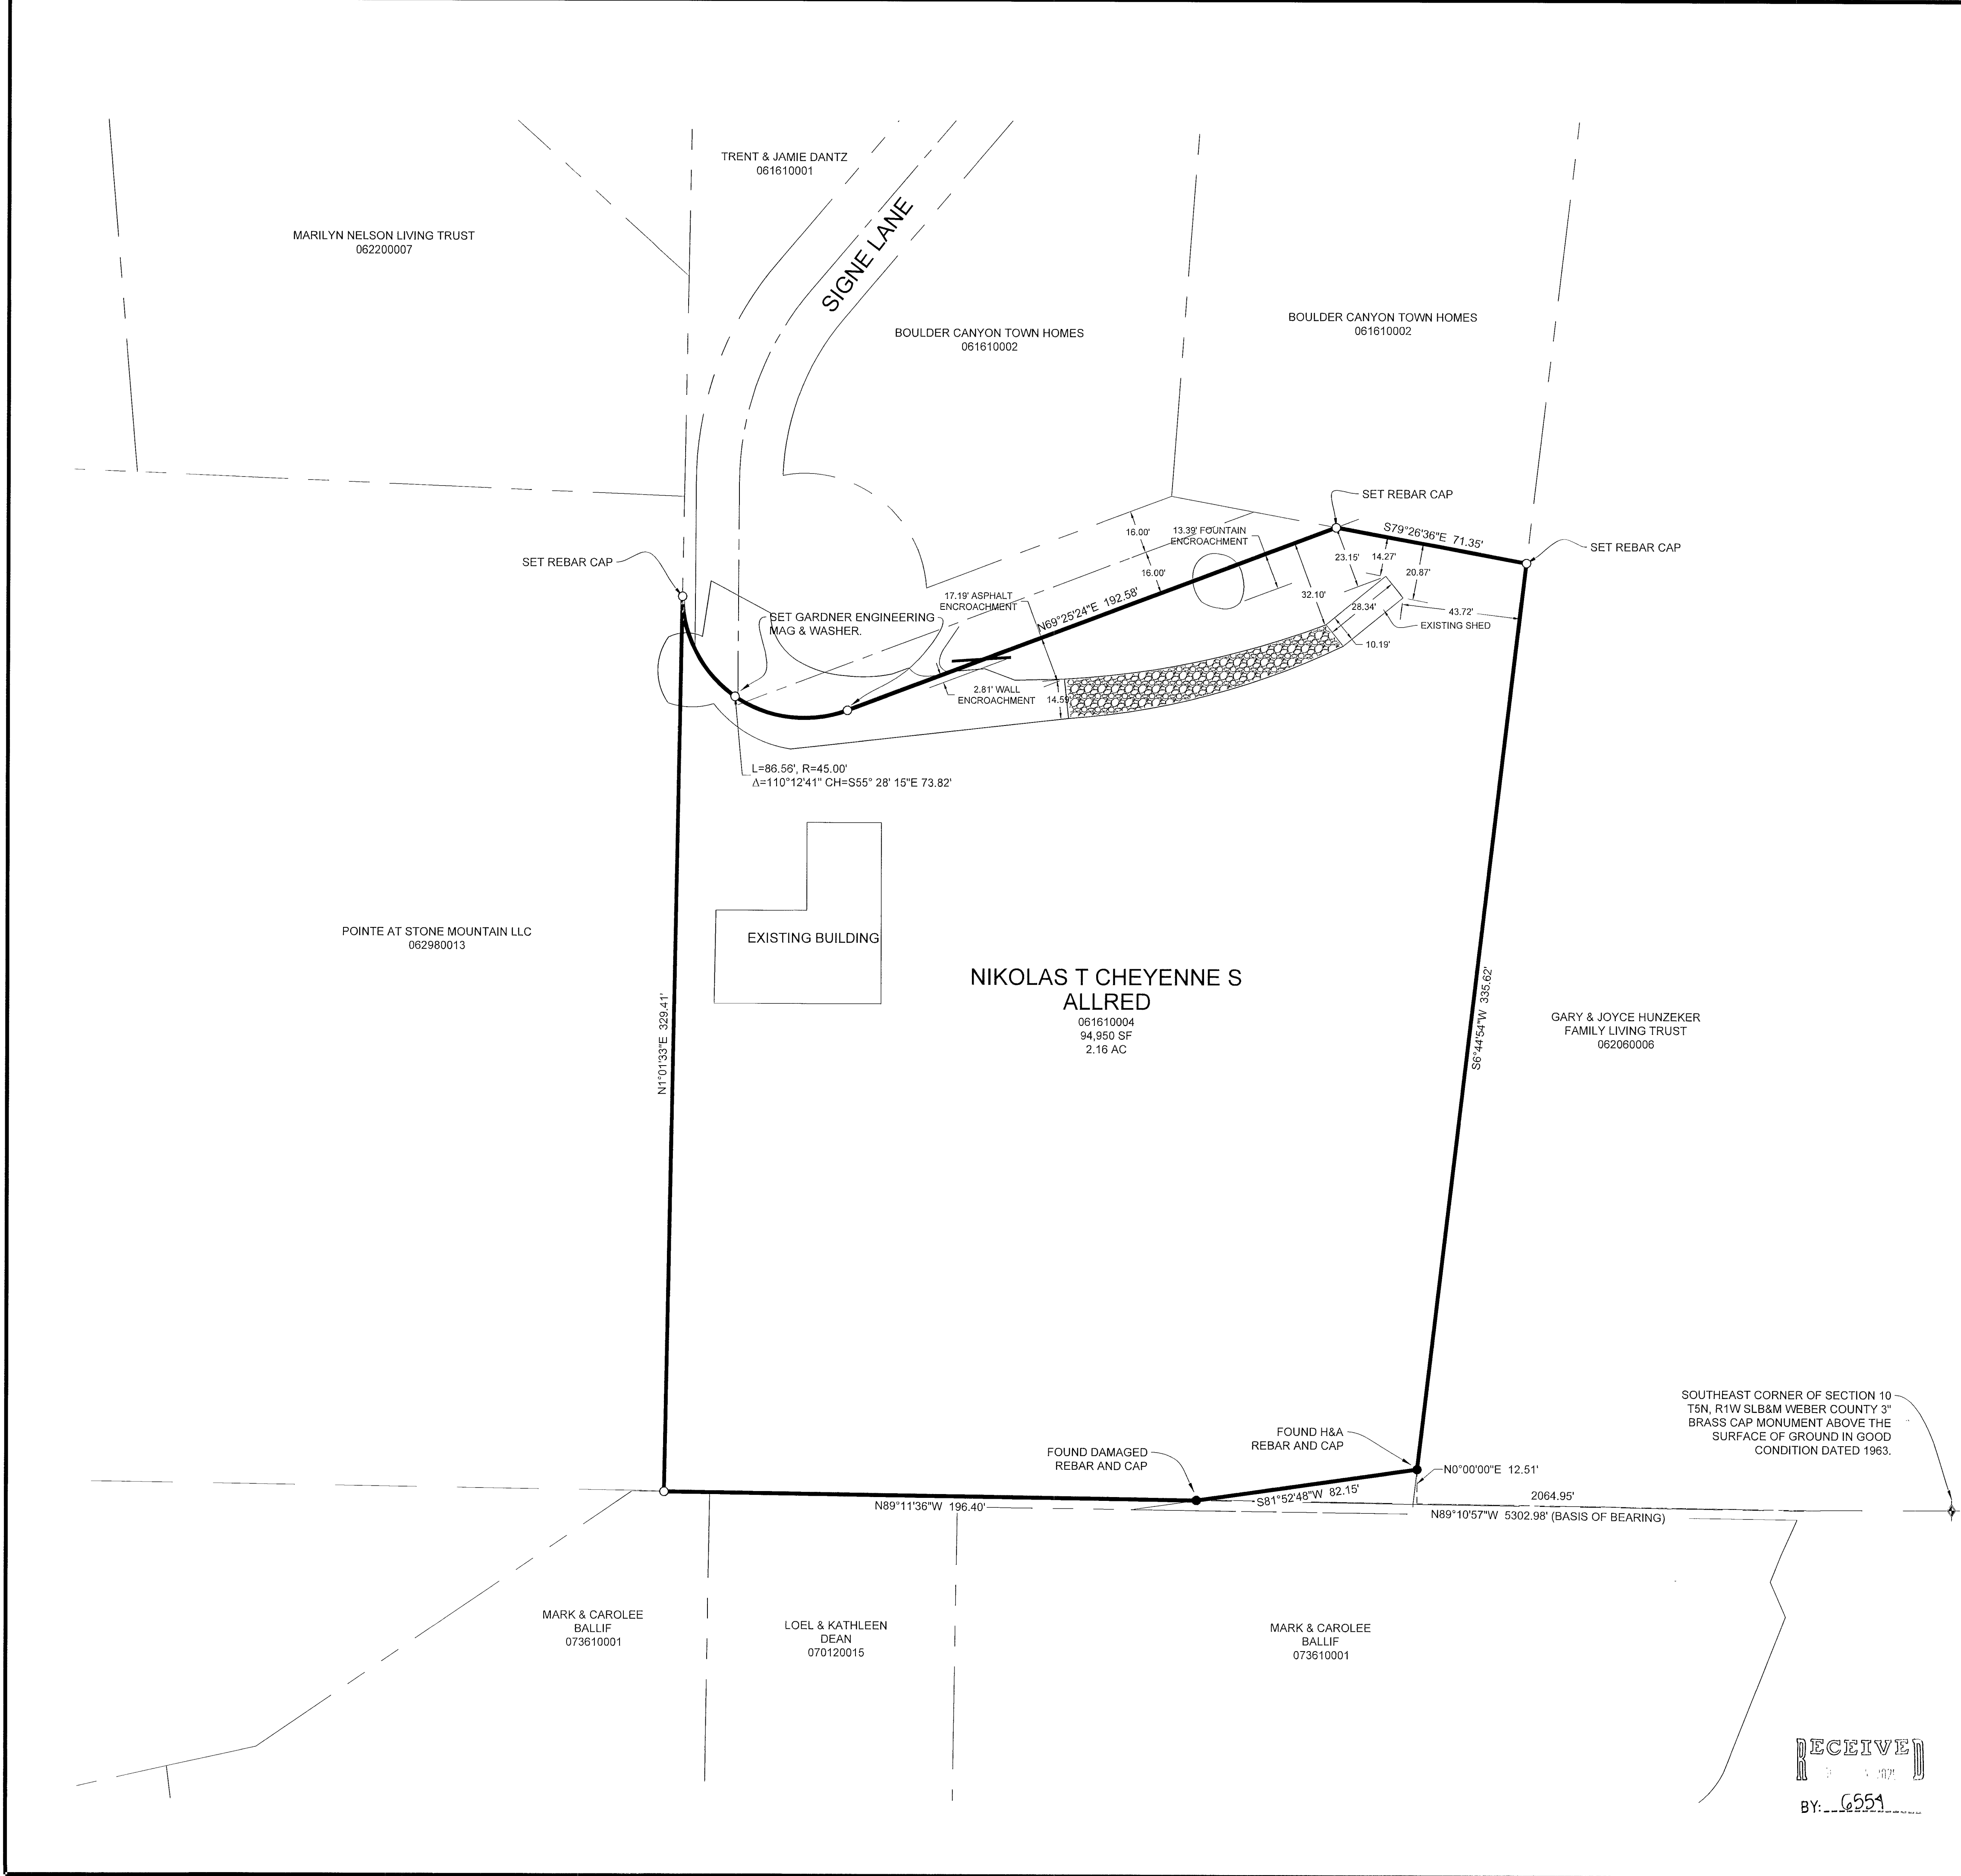 TRENT & JAMIE DANTZ
061610001
MARILYN NELSON LIVING TRUST
062200007
SIGNE LANE
BOULDER CANYON TOWN HOMES
061610002
BOULDER CANYON TOWN HOMES
061610002
SET REBAR CAP
S79°26'36"E 71.35'
SET REBAR CAP
SET REBAR CAP
16.00'
13.39' FOUNTAIN
ENCROACHMENT
16.00'
23.15'
14.27'
20.87'
32.10'
28.34'
43.72'
EXISTING SHED
10.19'
17.19' ASPHALT
ENCROACHMENT
N69°25'24"E 192.58'
SET GARDNER ENGINEERING
MAG & WASHER.
2.81' WALL
ENCROACHMENT
14.59'
L=86.56', R=45.00'
Δ=110°12'41" CH=S55° 28' 15"E 73.82'
EXISTING BUILDING
POINTE AT STONE MOUNTAIN LLC
062980013
NIKOLAS T CHEYENNE S
ALLRED
061610004
94,950 SF
2.16 AC
N1°01'33"E 329.41'
S6°44'54"W 335.62'
GARY & JOYCE HUNZEKER
FAMILY LIVING TRUST
062060006
SOUTHEAST CORNER OF SECTION 10
T5N, R1W SLB&M WEBER COUNTY 3"
BRASS CAP MONUMENT ABOVE THE
SURFACE OF GROUND IN GOOD
CONDITION DATED 1963.
FOUND H&A
REBAR AND CAP
FOUND DAMAGED
REBAR AND CAP
N0°00'00"E 12.51'
S81°52'48"W 82.15'
2064.95'
N89°11'36"W 196.40'
N89°10'57"W 5302.98' (BASIS OF BEARING)
MARK & CAROLEE
BALLIF
073610001
LOEL & KATHLEEN
DEAN
070120015
MARK & CAROLEE
BALLIF
073610001
RECEIVED
BY: 6554